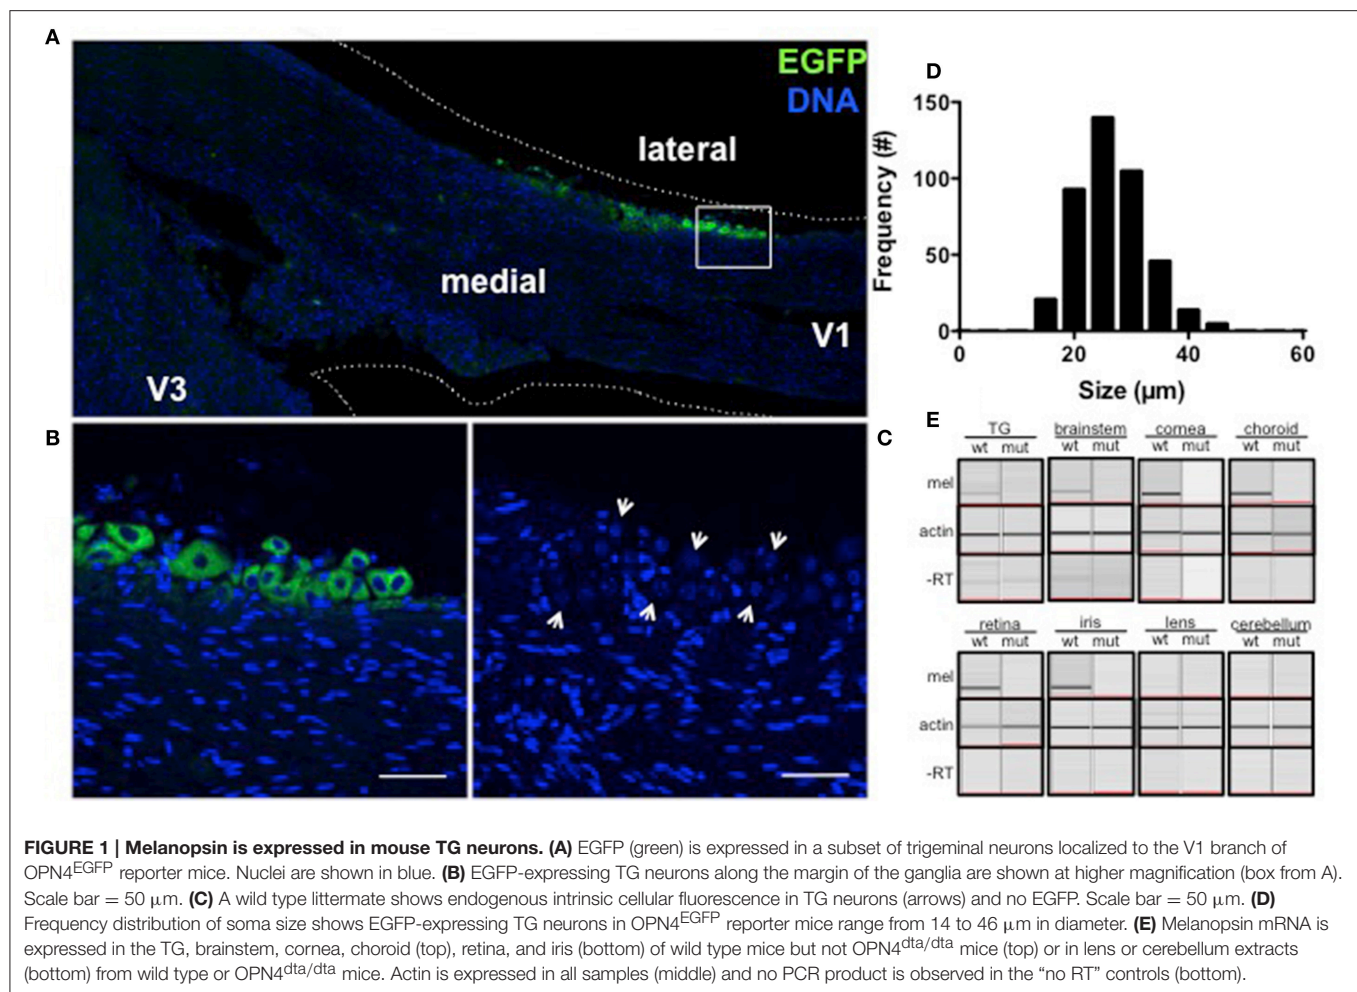 A
EGFP
DNA
lateral
medial
V1
V3
B
C
D
150
100
50
0
Frequency (#)
0 20 40 60
Size (µm)
E
TG brainstem cornea choroid
wt mut wt mut wt mut wt mut
mel
actin
-RT
retina iris lens cerebellum
wt mut wt mut wt mut wt mut
mel
actin
-RT
FIGURE 1 | Melanopsin is expressed in mouse TG neurons. (A) EGFP (green) is expressed in a subset of trigeminal neurons localized to the V1 branch of
OPN4EGFP reporter mice. Nuclei are shown in blue. (B) EGFP-expressing TG neurons along the margin of the ganglia are shown at higher magnification (box from A).
Scale bar = 50 µm. (C) A wild type littermate shows endogenous intrinsic cellular fluorescence in TG neurons (arrows) and no EGFP. Scale bar = 50 µm. (D)
Frequency distribution of soma size shows EGFP-expressing TG neurons in OPN4EGFP reporter mice range from 14 to 46 µm in diameter. (E) Melanopsin mRNA is
expressed in the TG, brainstem, cornea, choroid (top), retina, and iris (bottom) of wild type mice but not OPN4dta/dta mice (top) or in lens or cerebellum extracts
(bottom) from wild type or OPN4dta/dta mice. Actin is expressed in all samples (middle) and no PCR product is observed in the “no RT” controls (bottom).